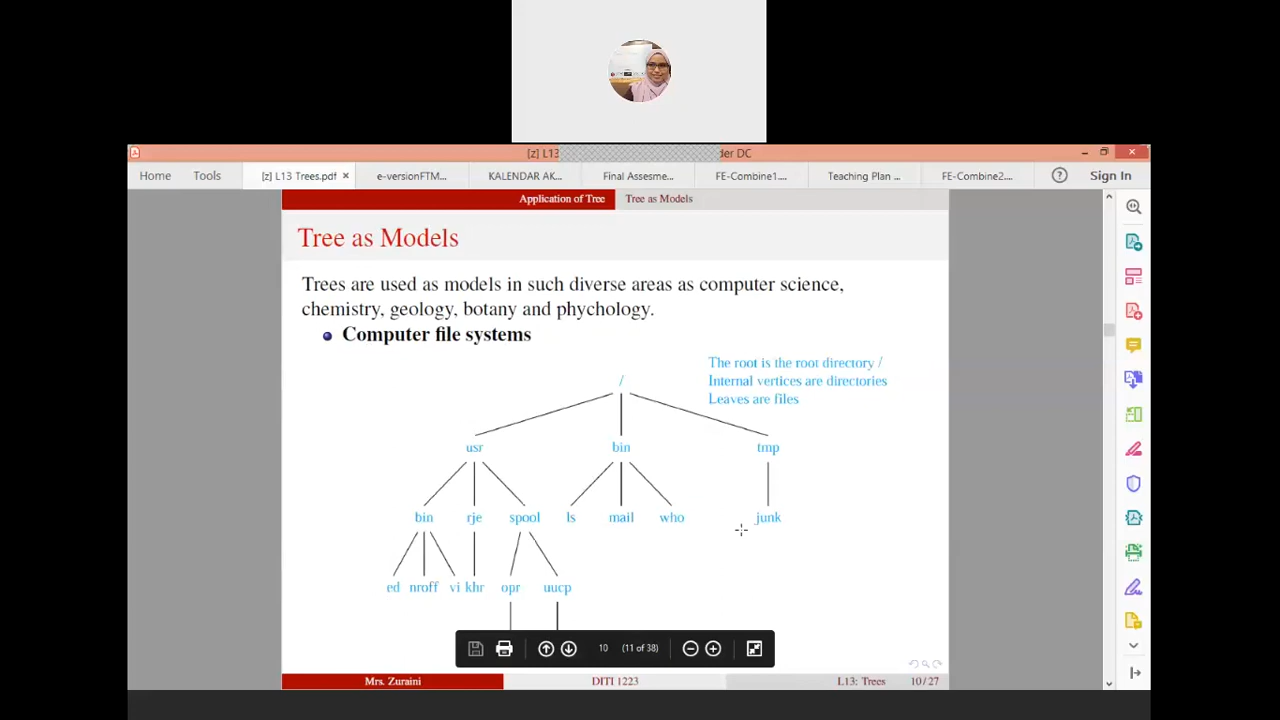 [z] L13 der DC
Home Tools [z] L13 Trees.pdf × e-versionFTM... KALENDAR AK... Final Assesme... FE-Combine1.... Teaching Plan ... FE-Combine2.... Sign In
Application of Tree Tree as Models
Tree as Models
Trees are used as models in such diverse areas as computer science,
chemistry, geology, botany and phychology.
Computer file systems
The root is the root directory /
Internal vertices are directories
Leaves are files
/
usr bin tmp
bin rje spool ls mail who junk
ed nroff vi khr opr uucp
10 (11 of 38)
Mrs. Zuraini DITI 1223 L13: Trees 10/27